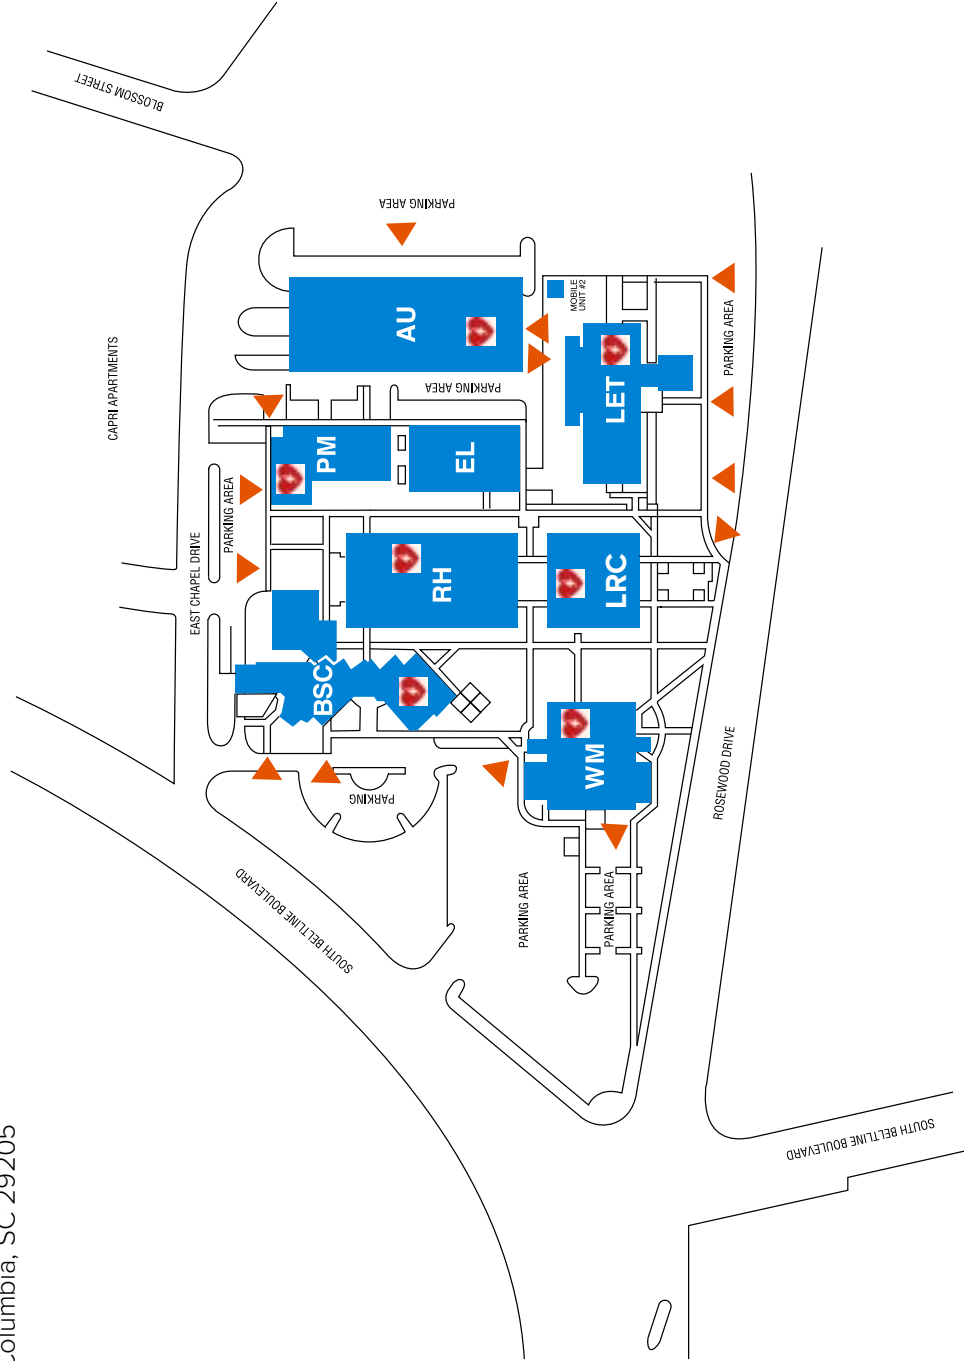 BLOSSOM STREET
PARKING AREA
CAPRI APARTMENTS
AU
MOBILE
UNIT #2
PARKING AREA
PARKING AREA
LET
PM
EL
PARKING AREA
EAST CHAPEL DRIVE
RH
LRC
BSC
WM
PARKING
ROSEWOOD DRIVE
SOUTH BELTLINE BOULEVARD
PARKING AREA
PARKING AREA
SOUTH BELTLINE BOULEVARD
Columbia, SC 29205